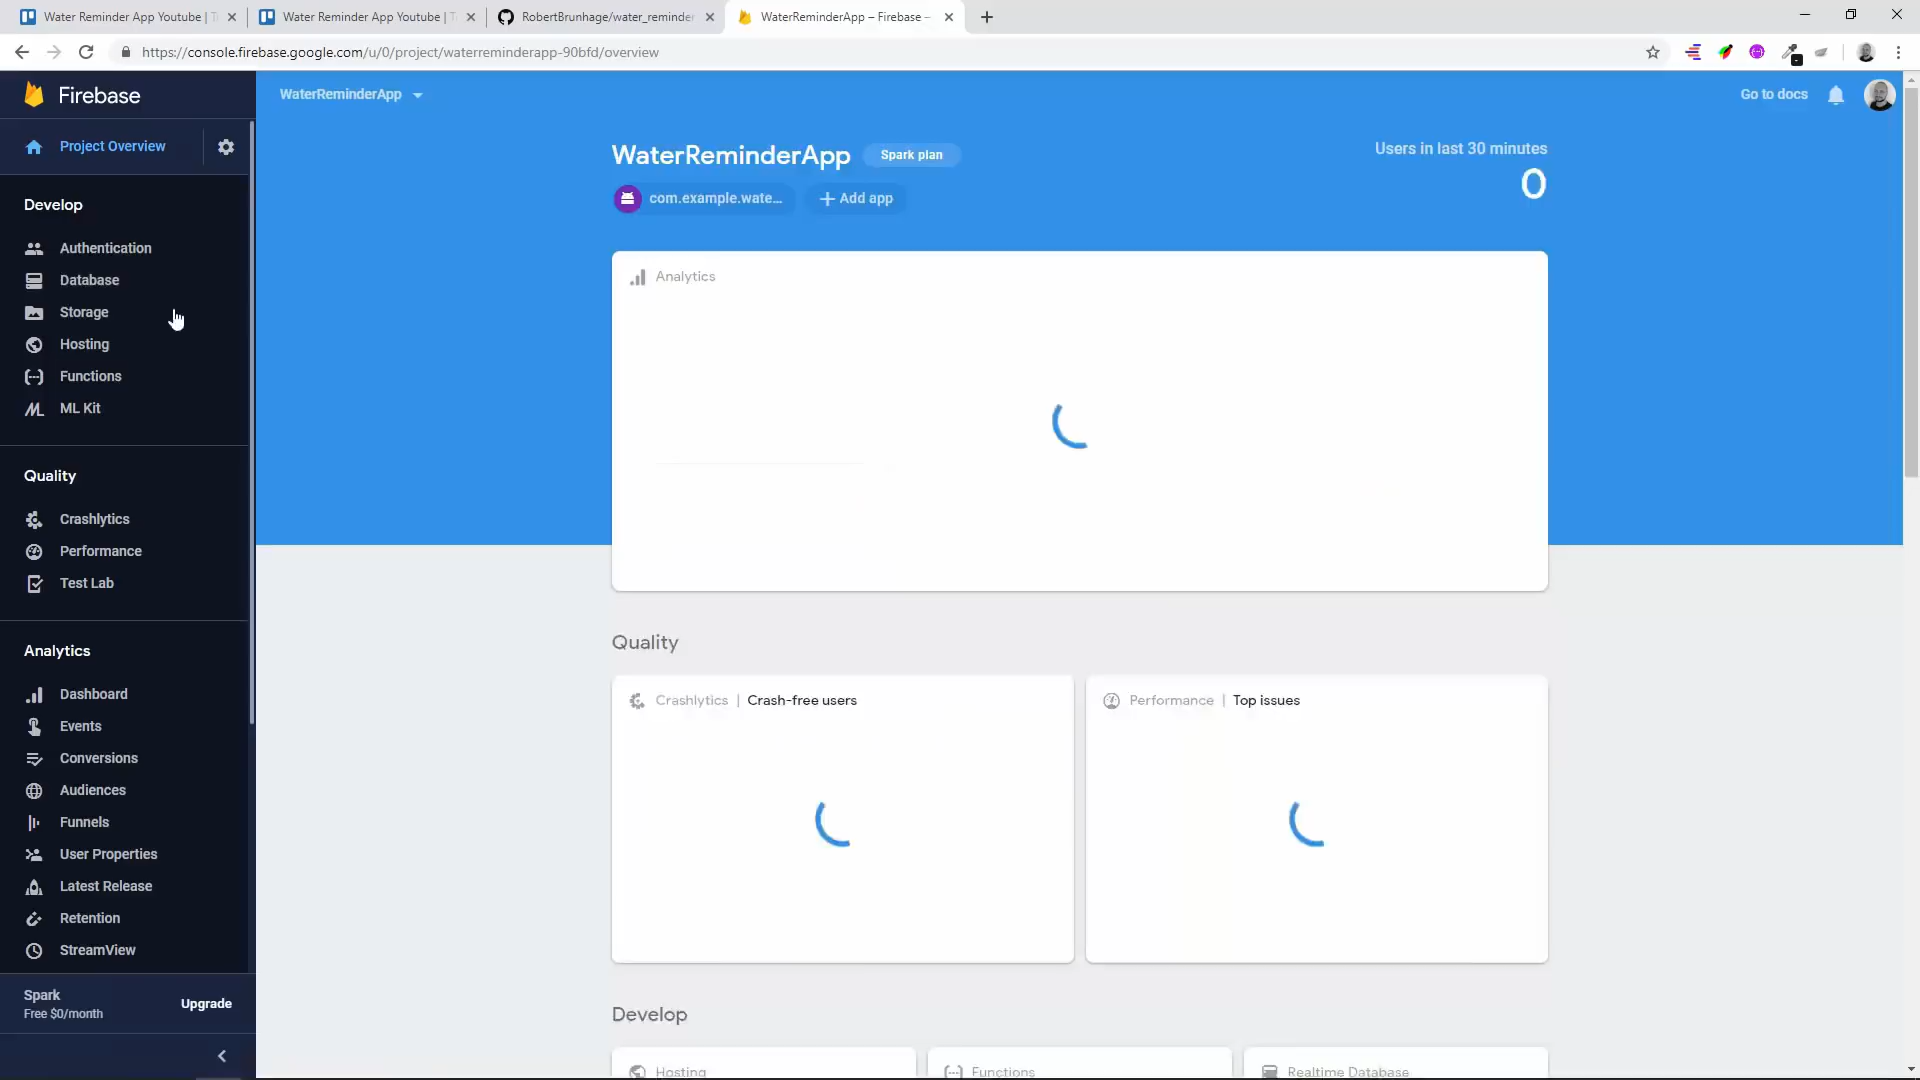 Water Reminder App Youtube | T
Water Reminder App Youtube | T
RobertBrunhage/water_reminder
WaterReminderApp – Firebase –
https://console.firebase.google.com/u/0/project/waterreminderapp-90bfd/overview
Firebase
WaterReminderApp
Go to docs
Project Overview
WaterReminderApp
Spark plan
Users in last 30 minutes
0
com.example.wate...
Add app
Develop
Authentication
Database
Storage
Hosting
Functions
ML Kit
Quality
Crashlytics
Performance
Test Lab
Analytics
Dashboard
Events
Conversions
Audiences
Funnels
User Properties
Latest Release
Retention
StreamView
Spark
Free $0/month
Upgrade
Analytics
Quality
Crashlytics | Crash-free users
Performance | Top issues
Develop
Hosting
Functions
Realtime Database